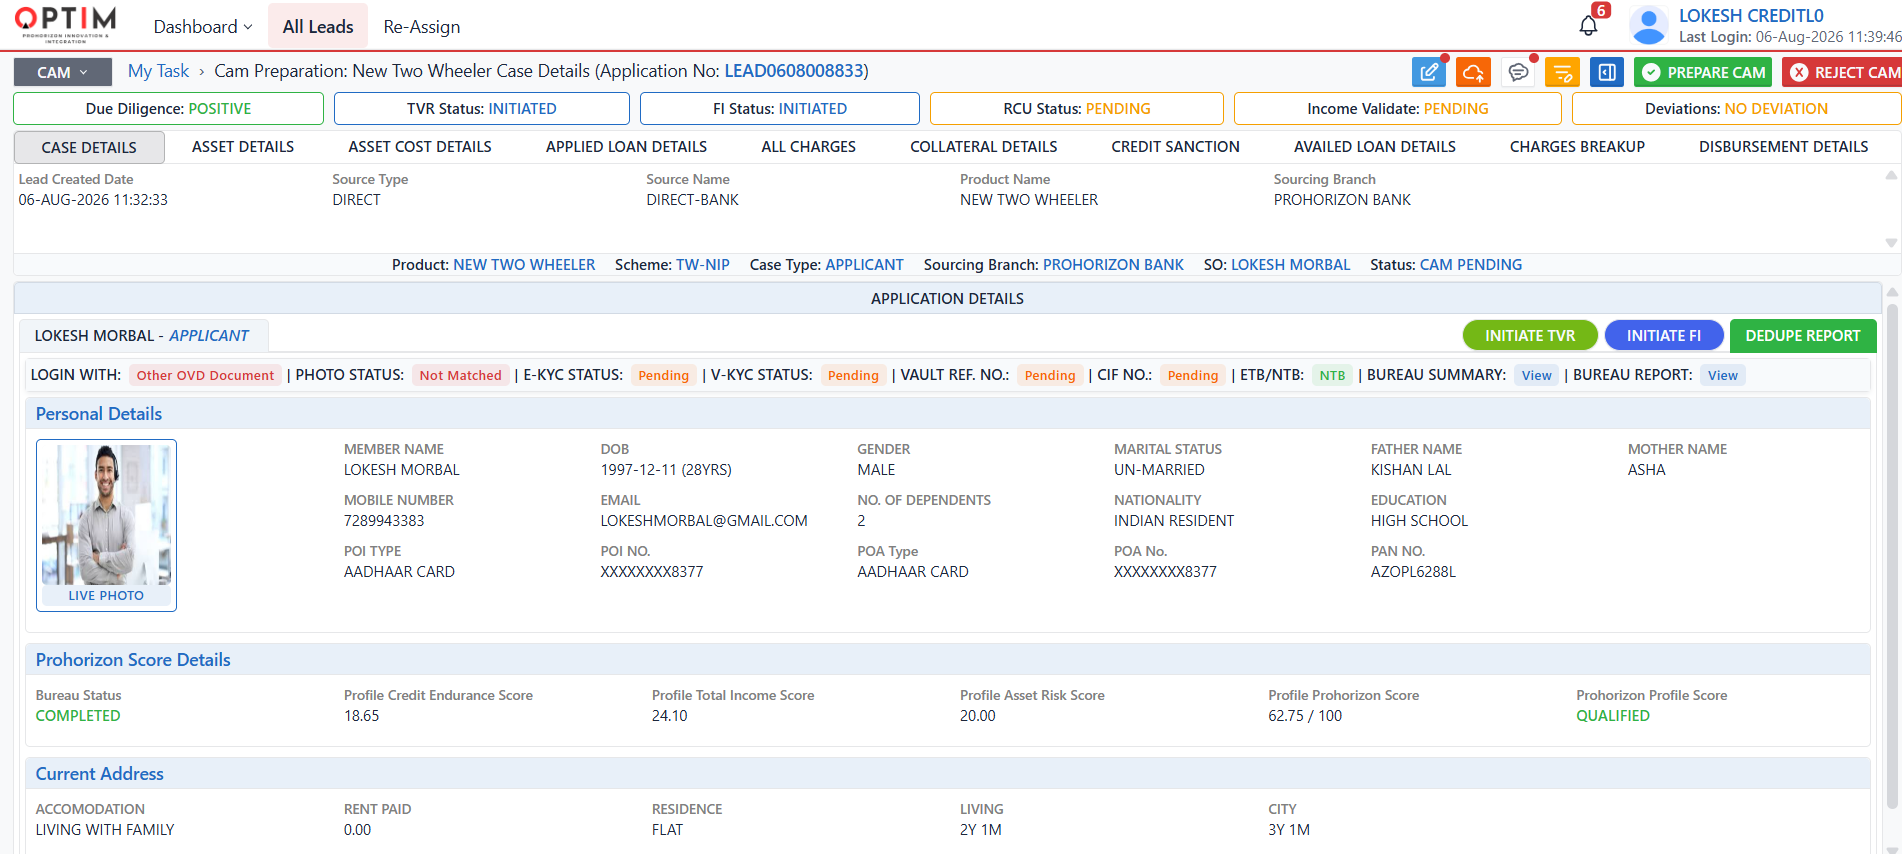 OPTIM
PROHORIZON INNOVATION &
INTEGRATION
Dashboard
All Leads
Re-Assign
6
LOKESH CREDITL0
Last Login: 06-Aug-2026 11:39:46
CAM
My Task › Cam Preparation: New Two Wheeler Case Details (Application No: LEAD0608008833)
PREPARE CAM
REJECT CAM
Due Diligence: POSITIVE
TVR Status: INITIATED
FI Status: INITIATED
RCU Status: PENDING
Income Validate: PENDING
Deviations: NO DEVIATION
CASE DETAILS
ASSET DETAILS
ASSET COST DETAILS
APPLIED LOAN DETAILS
ALL CHARGES
COLLATERAL DETAILS
CREDIT SANCTION
AVAILED LOAN DETAILS
CHARGES BREAKUP
DISBURSEMENT DETAILS
Lead Created Date
06-AUG-2026 11:32:33
Source Type
DIRECT
Source Name
DIRECT-BANK
Product Name
NEW TWO WHEELER
Sourcing Branch
PROHORIZON BANK
Product: NEW TWO WHEELER Scheme: TW-NIP Case Type: APPLICANT Sourcing Branch: PROHORIZON BANK SO: LOKESH MORBAL Status: CAM PENDING
APPLICATION DETAILS
LOKESH MORBAL - APPLICANT
INITIATE TVR
INITIATE FI
DEDUPE REPORT
LOGIN WITH: Other OVD Document | PHOTO STATUS: Not Matched | E-KYC STATUS: Pending | V-KYC STATUS: Pending | VAULT REF. NO.: Pending | CIF NO.: Pending | ETB/NTB: NTB | BUREAU SUMMARY: View | BUREAU REPORT: View
Personal Details
LIVE PHOTO
MEMBER NAME
LOKESH MORBAL
DOB
1997-12-11 (28YRS)
GENDER
MALE
MARITAL STATUS
UN-MARRIED
FATHER NAME
KISHAN LAL
MOTHER NAME
ASHA
MOBILE NUMBER
7289943383
EMAIL
LOKESHMORBAL@GMAIL.COM
NO. OF DEPENDENTS
2
NATIONALITY
INDIAN RESIDENT
EDUCATION
HIGH SCHOOL
POI TYPE
AADHAAR CARD
POI NO.
XXXXXXXX8377
POA Type
AADHAAR CARD
POA No.
XXXXXXXX8377
PAN NO.
AZOPL6288L
Prohorizon Score Details
Bureau Status
COMPLETED
Profile Credit Endurance Score
18.65
Profile Total Income Score
24.10
Profile Asset Risk Score
20.00
Profile Prohorizon Score
62.75 / 100
Prohorizon Profile Score
QUALIFIED
Current Address
ACCOMODATION
LIVING WITH FAMILY
RENT PAID
0.00
RESIDENCE
FLAT
LIVING
2Y 1M
CITY
3Y 1M